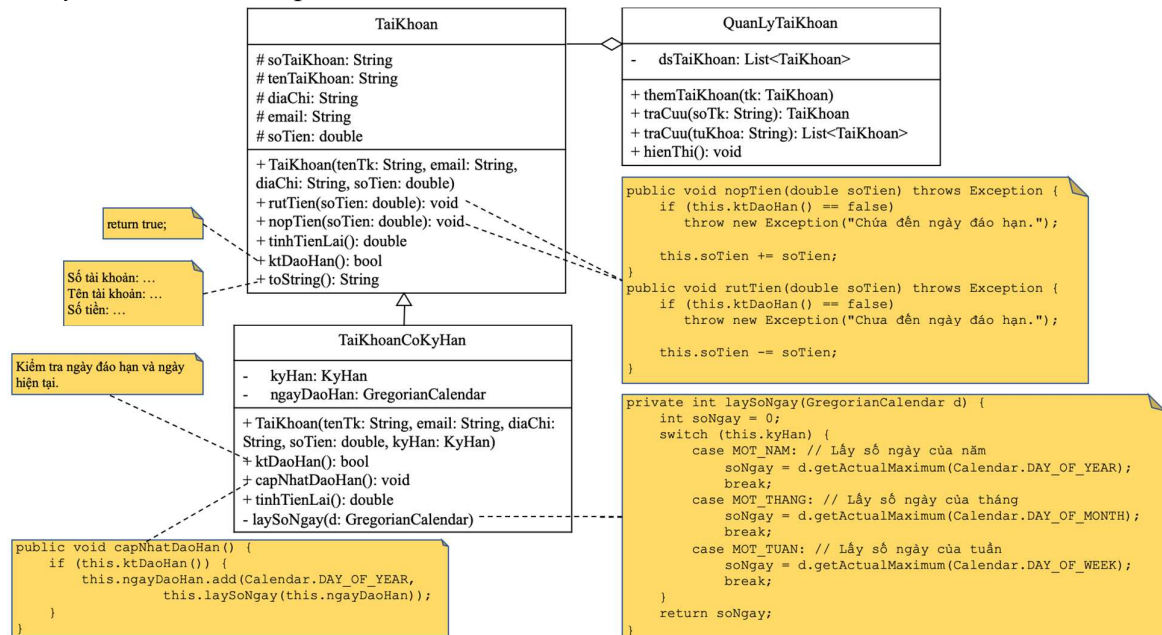 TaiKhoan
# soTaiKhoan: String
# tenTaiKhoan: String
# diaChi: String
# email: String
# soTien: double
+ TaiKhoan(tenTk: String, email: String,
diaChi: String, soTien: double)
+ rutTien(soTien: double): void
+ nopTien(soTien: double): void
+ tinhTienLai(): double
+ ktDaoHan(): bool
+ toString(): String
QuanLyTaiKhoan
- dsTaiKhoan: List<TaiKhoan>
+ themTaiKhoan(tk: TaiKhoan)
+ traCuu(soTk: String): TaiKhoan
+ traCuu(tuKhoa: String): List<TaiKhoan>
+ hienThi(): void
return true;
Số tài khoản: …
Tên tài khoản: …
Số tiền: …
public void nopTien(double soTien) throws Exception {
if (this.ktDaoHan() == false)
throw new Exception("Chứa đến ngày đáo hạn.");
this.soTien += soTien;
}
public void rutTien(double soTien) throws Exception {
if (this.ktDaoHan() == false)
throw new Exception("Chưa đến ngày đáo hạn.");
this.soTien -= soTien;
}
TaiKhoanCoKyHan
- kyHan: KyHan
- ngayDaoHan: GregorianCalendar
+ TaiKhoan(tenTk: String, email: String, diaChi:
String, soTien: double, kyHan: KyHan)
+ ktDaoHan(): bool
+ capNhatDaoHan(): void
+ tinhTienLai(): double
- laySoNgay(d: GregorianCalendar)
Kiểm tra ngày đáo hạn và ngày
hiện tại.
private int laySoNgay(GregorianCalendar d) {
int soNgay = 0;
switch (this.kyHan) {
case MOT_NAM: // Lấy số ngày của năm
soNgay = d.getActualMaximum(Calendar.DAY_OF_YEAR);
break;
case MOT_THANG: // Lấy số ngày của tháng
soNgay = d.getActualMaximum(Calendar.DAY_OF_MONTH);
break;
case MOT_TUAN: // Lấy số ngày của tuần
soNgay = d.getActualMaximum(Calendar.DAY_OF_WEEK);
break;
}
return soNgay;
}
public void capNhatDaoHan() {
if (this.ktDaoHan()) {
this.ngayDaoHan.add(Calendar.DAY_OF_YEAR,
this.laySoNgay(this.ngayDaoHan));
}
}